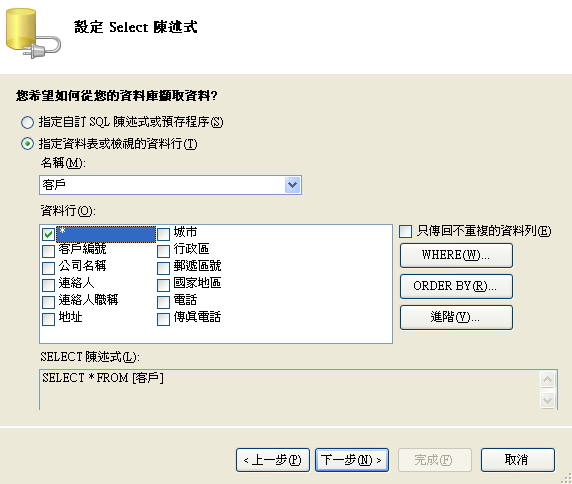 設定 Select 陳述式
您希望如何從您的資料庫擷取資料?
指定自訂 SQL 陳述式或預存程序(S)
指定資料表或檢視的資料行(T)
名稱(M):
客戶
資料行(O):
*
城市
只傳回不重複的資料列(E)
客戶編號
行政區
WHERE(W)...
公司名稱
郵遞區號
連絡人
國家地區
ORDER BY(R)...
連絡人職稱
電話
地址
傳真電話
進階(V)...
SELECT 陳述式(L):
SELECT * FROM [客戶]
< 上一步(P)
下一步(N) >
完成(F)
取消